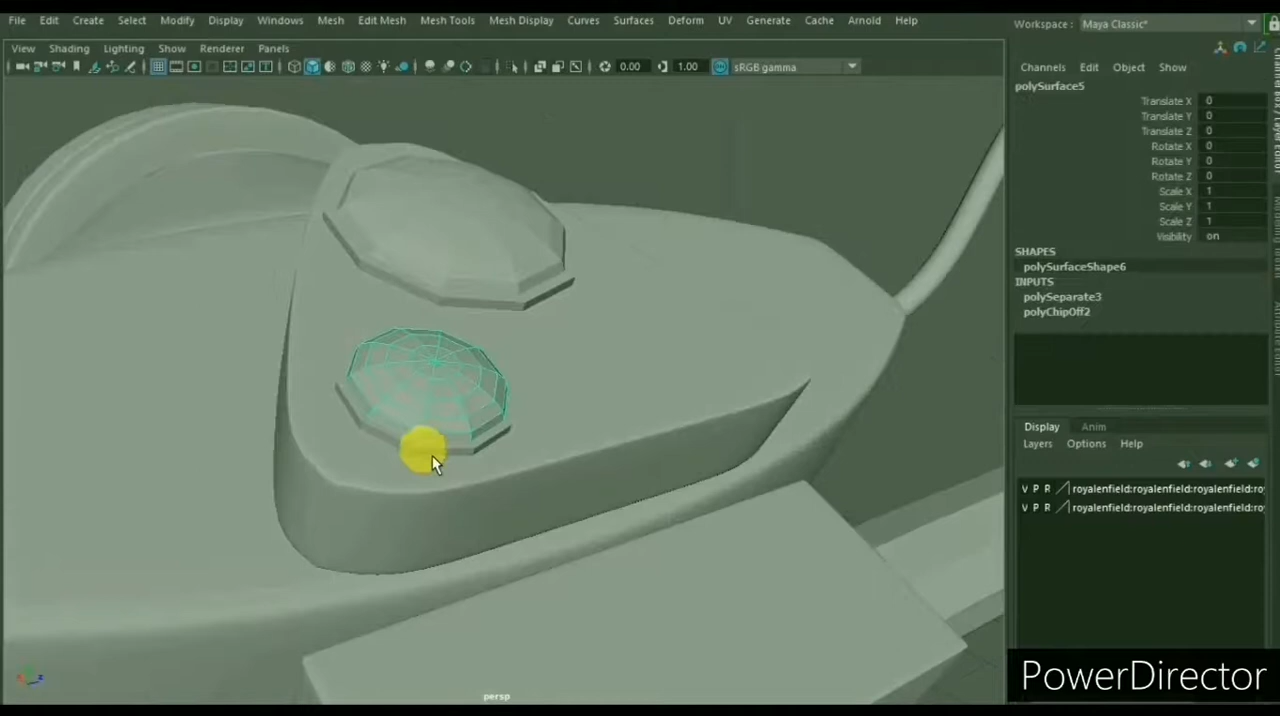 File Edit Create Select Modify Display Windows Mesh Edit Mesh Mesh Tools Mesh Display Curves Surfaces Deform UV Generate Cache Arnold Help
Workspace : Maya Classic*
View Shading Lighting Show Renderer Panels
0.00 1.00 sRGB gamma
Channels Edit Object Show
polySurface5
Translate X 0
Translate Y 0
Translate Z 0
Rotate X 0
Rotate Y 0
Rotate Z 0
Scale X 1
Scale Y 1
Scale Z 1
Visibility on
SHAPES
polySurfaceShape6
INPUTS
polySeparate3
polyChipOff2
Display Anim
Layers Options Help
V P R royalenfield:royalenfield:royalenfield:ro
V P R royalenfield:royalenfield:royalenfield:ro
persp
PowerDirector